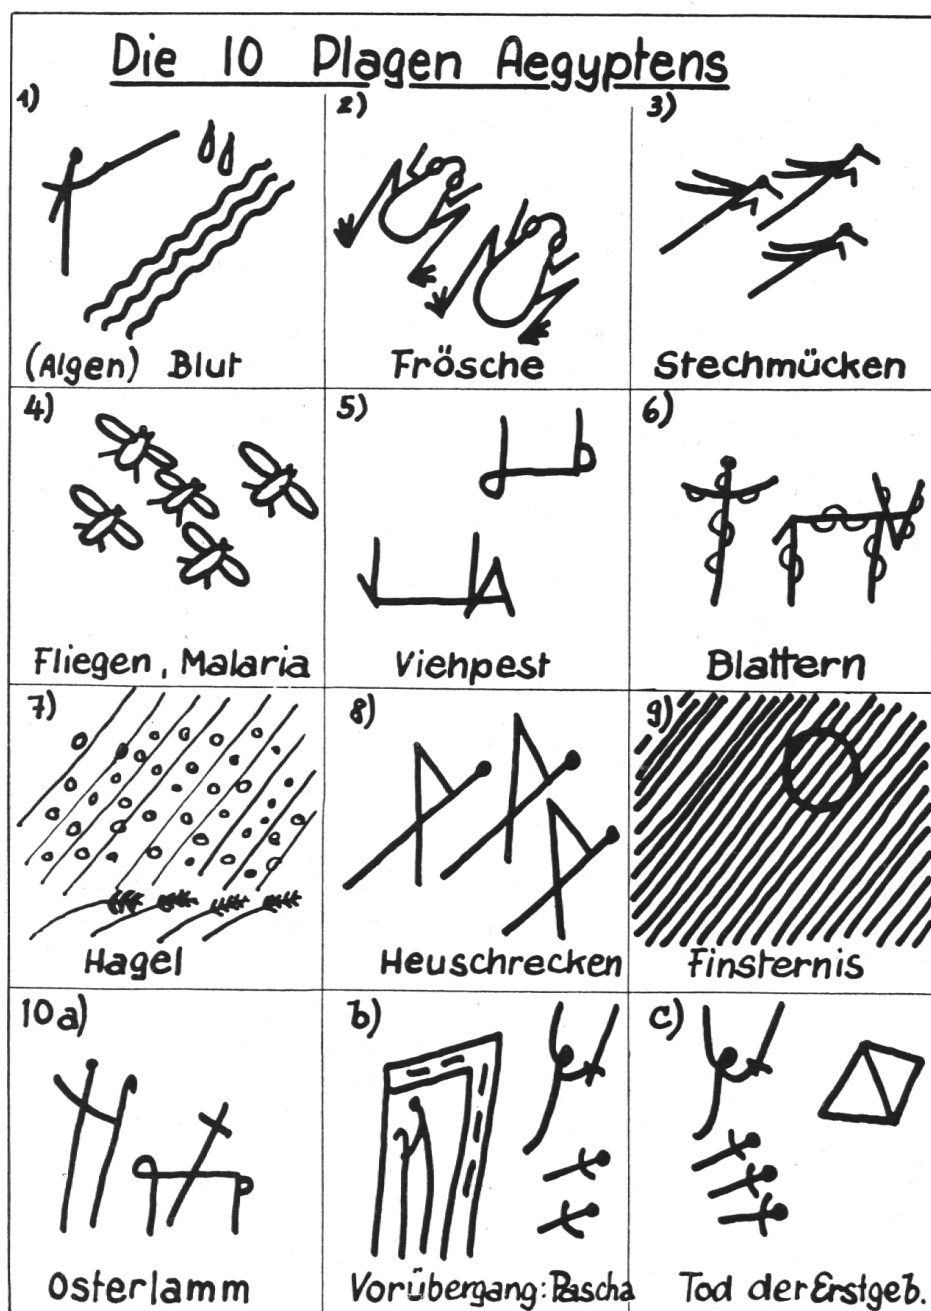 Die 10 Plagen Aegyptens
1)
(Algen) Blut
2)
Frösche
3)
Stechmücken
4)
Fliegen, Malaria
5)
Viehpest
6)
Blattern
7)
Hagel
8)
Heuschrecken
9)
Finsternis
10a)
Osterlamm
b)
Vorübergang: Pascha
c)
Tod der Erstgeb.